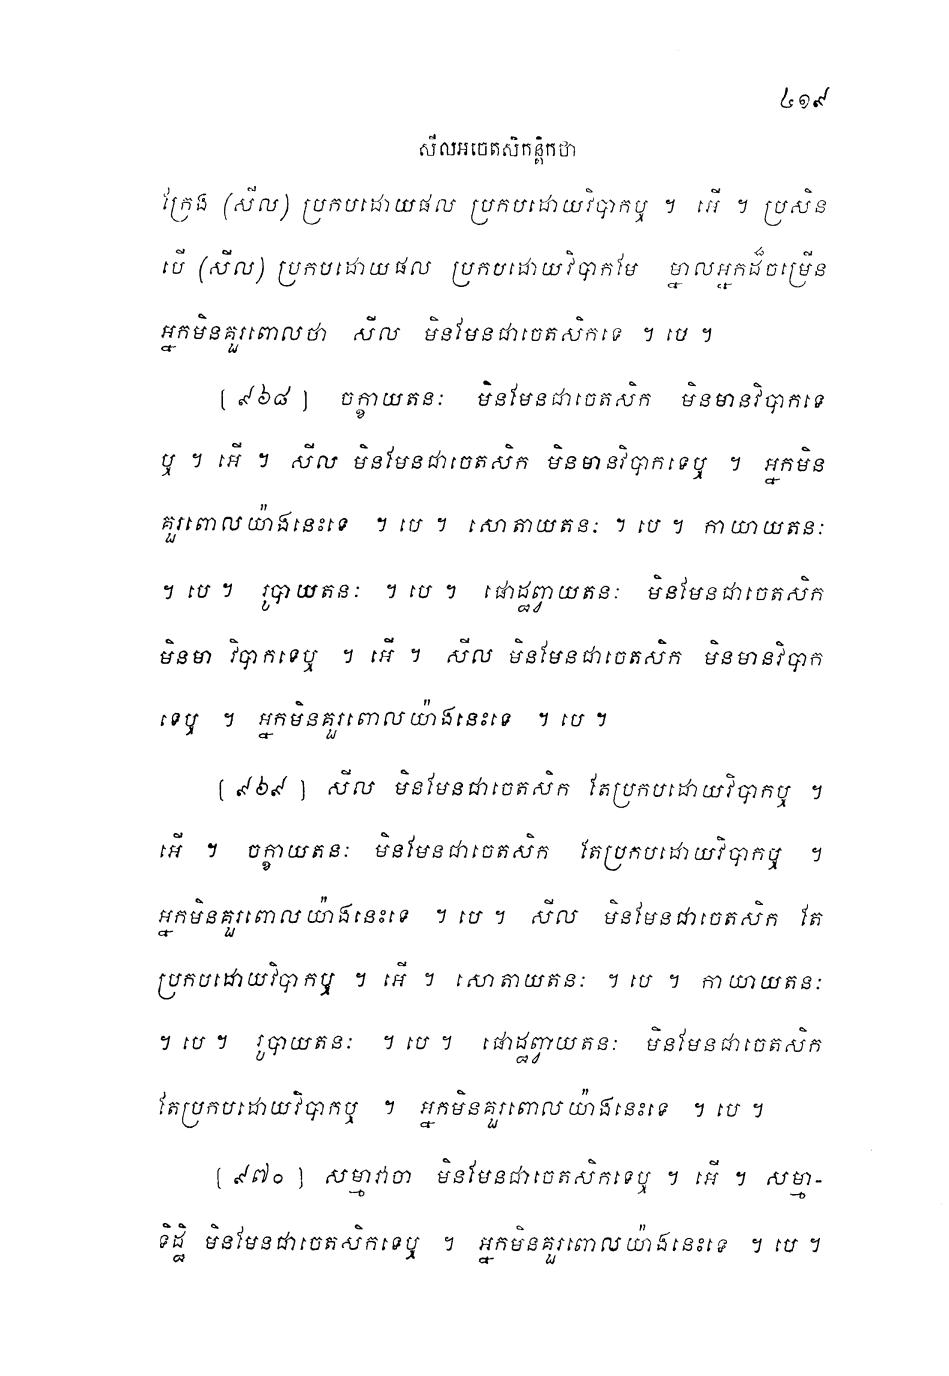 ៤១៩
សីលអចេតសិកន្តិកថា
ក្រែង (សីល) ប្រកបដោយផល ប្រកបដោយវិបាកឬ ។ អើ ។ ប្រសិន
បើ (សីល) ប្រកបដោយផល ប្រកបដោយវិបាកមែ ម្នាលអ្នកដ៏ចម្រើន
អ្នកមិនគួរពោលថា សីល មិនមែនជាចេតសិកទេ ។ បេ ។
[ ៩៦៨ ] ចក្ខាយតនៈ មិនមែនជាចេតសិក មិនមានវិបាកទេ
ឬ ។ អើ ។ សីល មិនមែនជាចេតសិក មិនមានវិបាកទេឬ ។ អ្នកមិន
គួរពោលយ៉ាងនេះទេ ។ បេ ។ សោតាយតនៈ ។ បេ ។ កាយាយតនៈ
។ បេ ។ រូបាយតនៈ ។ បេ ។ ផោដ្ឋព្វាយតនៈ មិនមែនជាចេតសិក
មិនមា វិបាកទេឬ ។ អើ ។ សីល មិនមែនជាចេតសិក មិនមានវិបាក
ទេឬ ។ អ្នកមិនគួរពោលយ៉ាងនេះទេ ។ បេ ។
[ ៩៦៩ ] សីល មិនមែនជាចេតសិក តែប្រកបដោយវិបាកឬ ។
អើ ។ ចក្ខាយតនៈ មិនមែនជាចេតសិក តែប្រកបដោយវិបាកឬ ។
អ្នកមិនគួរពោលយ៉ាងនេះទេ ។ បេ ។ សីល មិនមែនជាចេតសិក តែ
ប្រកបដោយវិបាកឬ ។ អើ ។ សោតាយតនៈ ។ បេ ។ កាយាយតនៈ
។ បេ ។ រូបាយតនៈ ។ បេ ។ ផោដ្ឋព្វាយតនៈ មិនមែនជាចេតសិក
តែប្រកបដោយវិបាកឬ ។ អ្នកមិនគួរពោលយ៉ាងនេះទេ ។ បេ ។
[ ៩៧០ ] សម្មាវាចា មិនមែនជាចេតសិកទេឬ ។ អើ ។ សម្មា-
ទិដ្ឋិ មិនមែនជាចេតសិកទេឬ ។ អ្នកមិនគួរពោលយ៉ាងនេះទេ ។ បេ ។